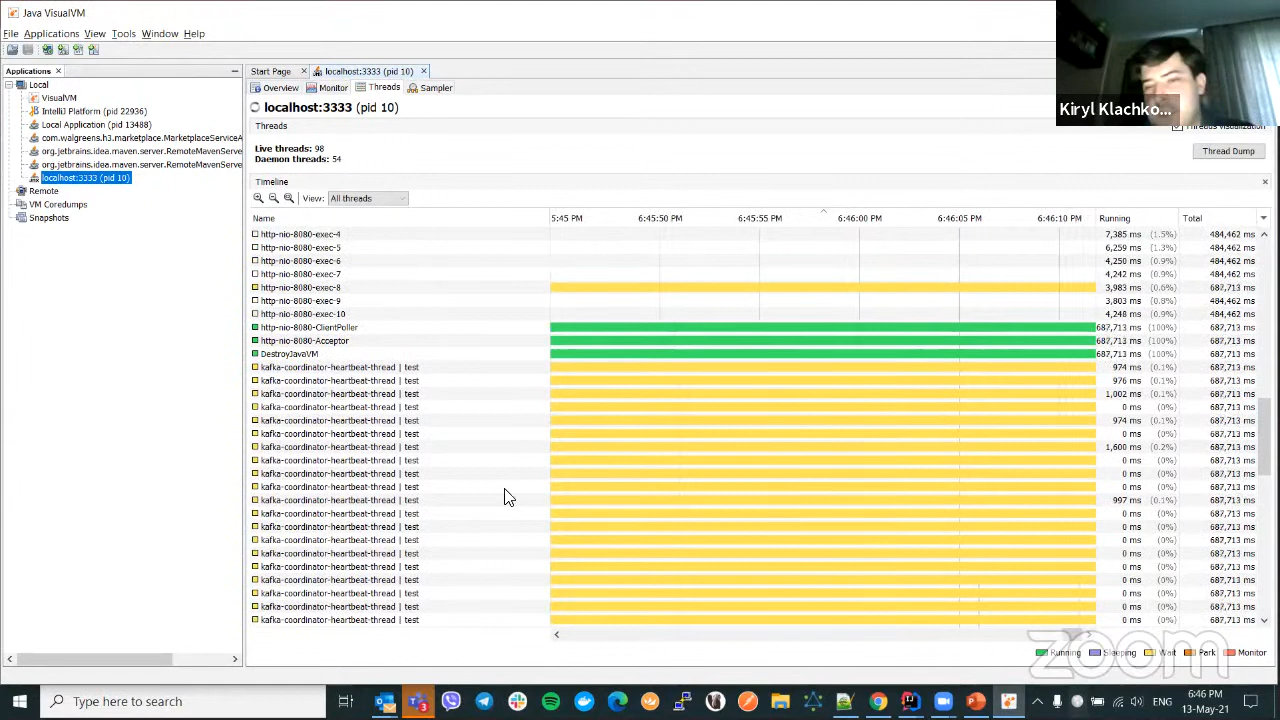 Java VisualVM
File Applications View Tools Window Help
Applications
Start Page localhost:3333 (pid 10)
Local
VisualVM
IntelliJ Platform (pid 22936)
Local Application (pid 13488)
com.walgreens.h3.marketplace.MarketplaceServiceA
org.jetbrains.idea.maven.server.RemoteMavenServe
org.jetbrains.idea.maven.server.RemoteMavenServe
localhost:3333 (pid 10)
Remote
VM Coredumps
Snapshots
Overview Monitor Threads Sampler
localhost:3333 (pid 10)
Kiryl Klachko...
Threads Threads visualization
Live threads: 98
Daemon threads: 54
Thread Dump
Timeline
View: All threads
Name 5:45 PM 6:45:50 PM 6:45:55 PM 6:46:00 PM 6:46:05 PM 6:46:10 PM Running Total
http-nio-8080-exec-4 7,385 ms (1.5%) 484,462 ms
http-nio-8080-exec-5 6,259 ms (1.3%) 484,462 ms
http-nio-8080-exec-6 4,250 ms (0.9%) 484,462 ms
http-nio-8080-exec-7 4,242 ms (0.9%) 484,462 ms
http-nio-8080-exec-8 3,983 ms (0.6%) 687,713 ms
http-nio-8080-exec-9 3,803 ms (0.8%) 484,462 ms
http-nio-8080-exec-10 4,248 ms (0.9%) 484,462 ms
http-nio-8080-ClientPoller 687,713 ms (100%) 687,713 ms
http-nio-8080-Acceptor 687,713 ms (100%) 687,713 ms
DestroyJavaVM 687,713 ms (100%) 687,713 ms
kafka-coordinator-heartbeat-thread | test 974 ms (0.1%) 687,713 ms
kafka-coordinator-heartbeat-thread | test 976 ms (0.1%) 687,713 ms
kafka-coordinator-heartbeat-thread | test 1,002 ms (0.1%) 687,713 ms
kafka-coordinator-heartbeat-thread | test 0 ms (0%) 687,713 ms
kafka-coordinator-heartbeat-thread | test 974 ms (0.1%) 687,713 ms
kafka-coordinator-heartbeat-thread | test 0 ms (0%) 687,713 ms
kafka-coordinator-heartbeat-thread | test 1,600 ms (0.2%) 687,713 ms
kafka-coordinator-heartbeat-thread | test 0 ms (0%) 687,713 ms
kafka-coordinator-heartbeat-thread | test 0 ms (0%) 687,713 ms
kafka-coordinator-heartbeat-thread | test 0 ms (0%) 687,713 ms
kafka-coordinator-heartbeat-thread | test 997 ms (0.1%) 687,713 ms
kafka-coordinator-heartbeat-thread | test 0 ms (0%) 687,713 ms
kafka-coordinator-heartbeat-thread | test 0 ms (0%) 687,713 ms
kafka-coordinator-heartbeat-thread | test 0 ms (0%) 687,713 ms
kafka-coordinator-heartbeat-thread | test 0 ms (0%) 687,713 ms
kafka-coordinator-heartbeat-thread | test 0 ms (0%) 687,713 ms
kafka-coordinator-heartbeat-thread | test 0 ms (0%) 687,713 ms
kafka-coordinator-heartbeat-thread | test 0 ms (0%) 687,713 ms
kafka-coordinator-heartbeat-thread | test 0 ms (0%) 687,713 ms
kafka-coordinator-heartbeat-thread | test 0 ms (0%) 687,713 ms
Running Sleeping Wait Park Monitor
zoom
Type here to search
ENG
6:46 PM
13-May-21